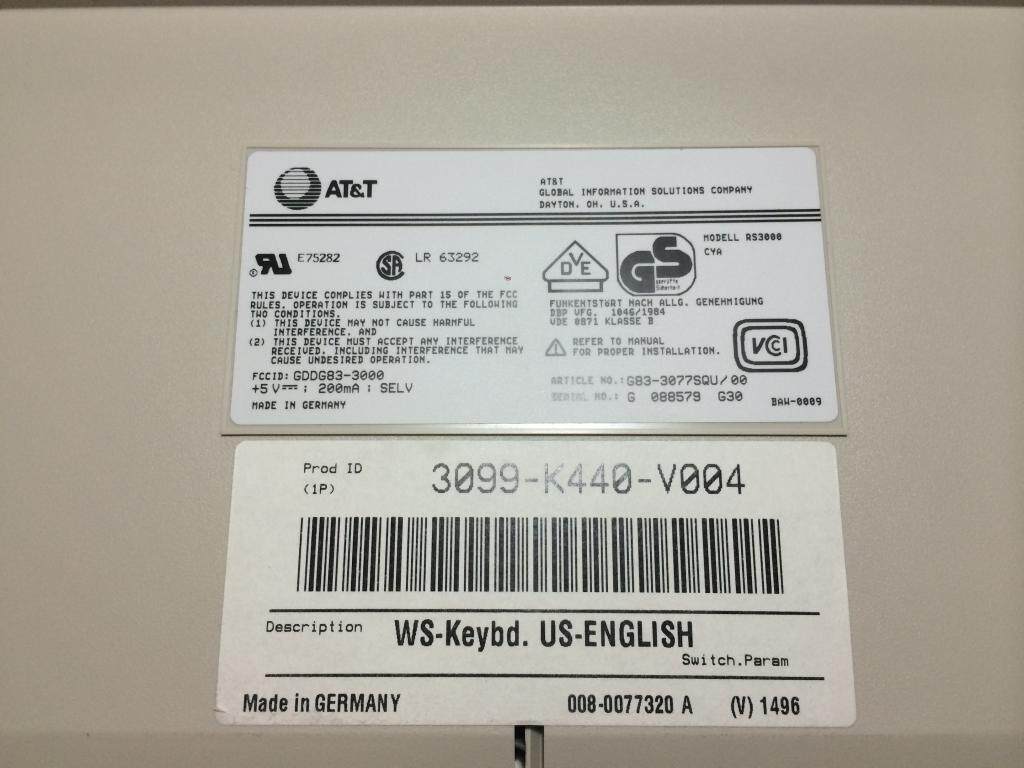 AT&T
AT&T
GLOBAL INFORMATION SOLUTIONS COMPANY
DAYTON, OH, U.S.A.
E75282
LR 63292
DVE
GS
geprüfte
Sicherheit
MODELL RS3000
CYA
THIS DEVICE COMPLIES WITH PART 15 OF THE FCC
RULES. OPERATION IS SUBJECT TO THE FOLLOWING
TWO CONDITIONS.
(1) THIS DEVICE MAY NOT CAUSE HARMFUL
INTERFERENCE, AND
(2) THIS DEVICE MUST ACCEPT ANY INTERFERENCE
RECEIVED, INCLUDING INTERFERENCE THAT MAY
CAUSE UNDESIRED OPERATION.
FCCID: GDDG83-3000
+5 V⎓ ; 200mA ; SELV
MADE IN GERMANY
FUNKENTSTÖRT NACH ALLG. GENEHMIGUNG
DBP VFG. 1046/1984
VDE 0871 KLASSE B
REFER TO MANUAL
FOR PROPER INSTALLATION.
VCI
ARTICLE NO.: G83-3077SQU/00
SERIAL NO.: G 088579 G30
BAW-0009
Prod ID
(1P)
3099-K440-V004
Description
WS-Keybd. US-ENGLISH
Switch.Param
Made in GERMANY
008-0077320 A
(V) 1496